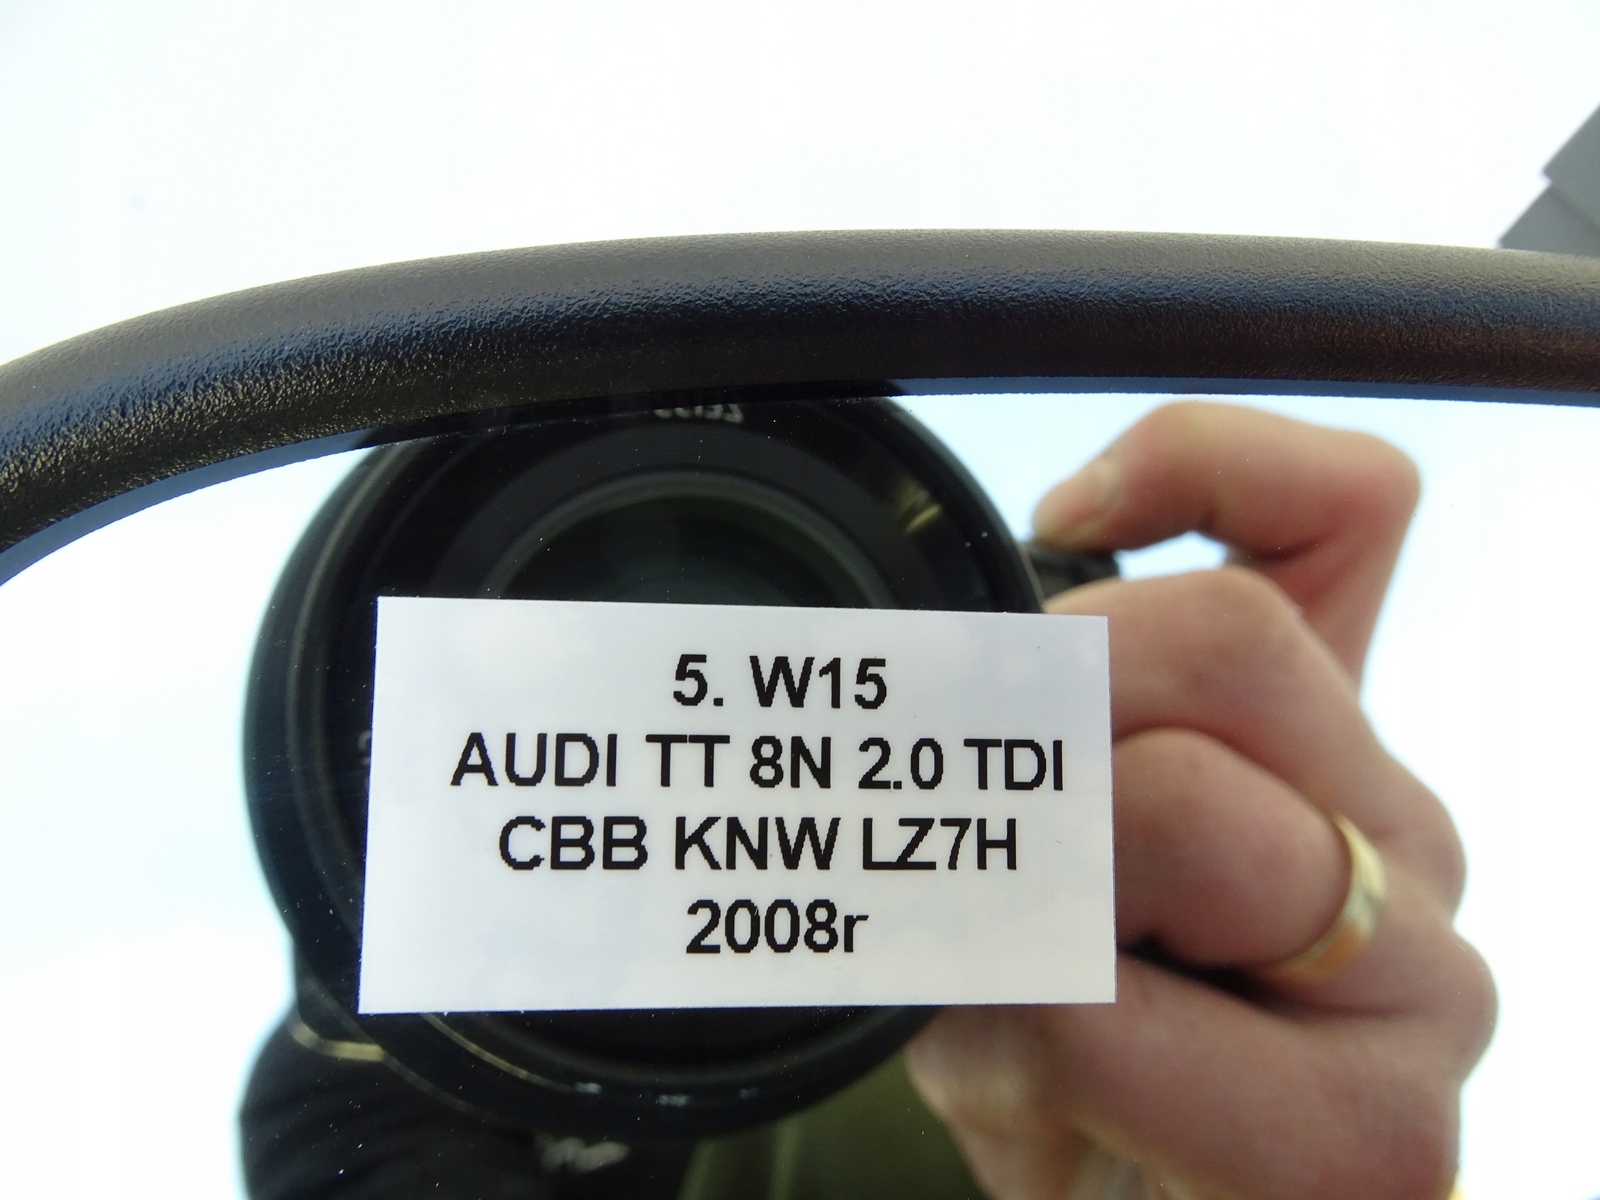 5. W15
AUDI TT 8N 2.0 TDI
CBB KNW LZ7H
2008r